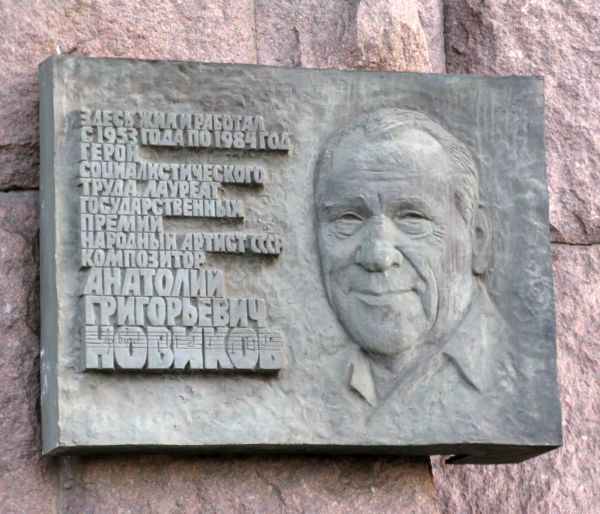 ЗДЕСЬ ЖИЛ И РАБОТАЛ
С 1953 ГОДА ПО 1984 ГОД
ГЕРОЙ
СОЦИАЛИСТИЧЕСКОГО
ТРУДА, ЛАУРЕАТ
ГОСУДАРСТВЕННЫХ
ПРЕМИЙ
НАРОДНЫЙ АРТИСТ СССР
КОМПОЗИТОР
АНАТОЛИЙ
ГРИГОРЬЕВИЧ
НОВИКОВ